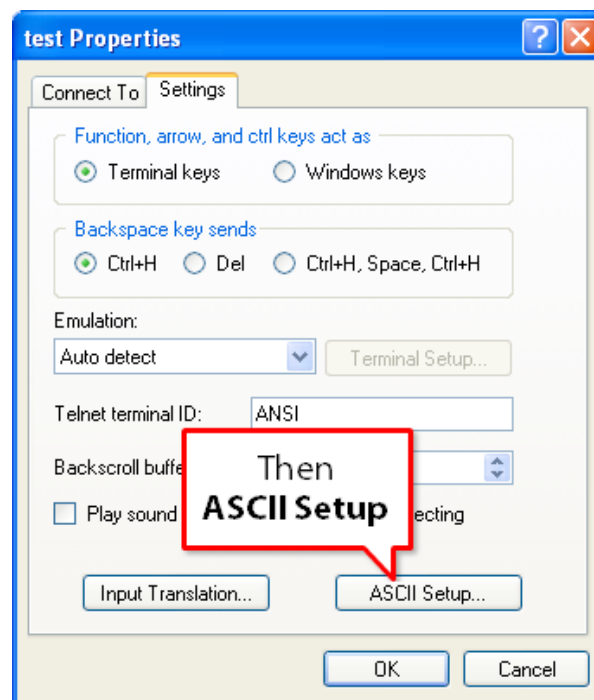 test Properties
Connect To Settings
Function, arrow, and ctrl keys act as
Terminal keys Windows keys
Backspace key sends
Ctrl+H Del Ctrl+H, Space, Ctrl+H
Emulation:
Auto detect Terminal Setup...
Telnet terminal ID: ANSI
Backscroll buffe
Then
ASCII Setup
Play sound ecting
Input Translation... ASCII Setup...
OK Cancel